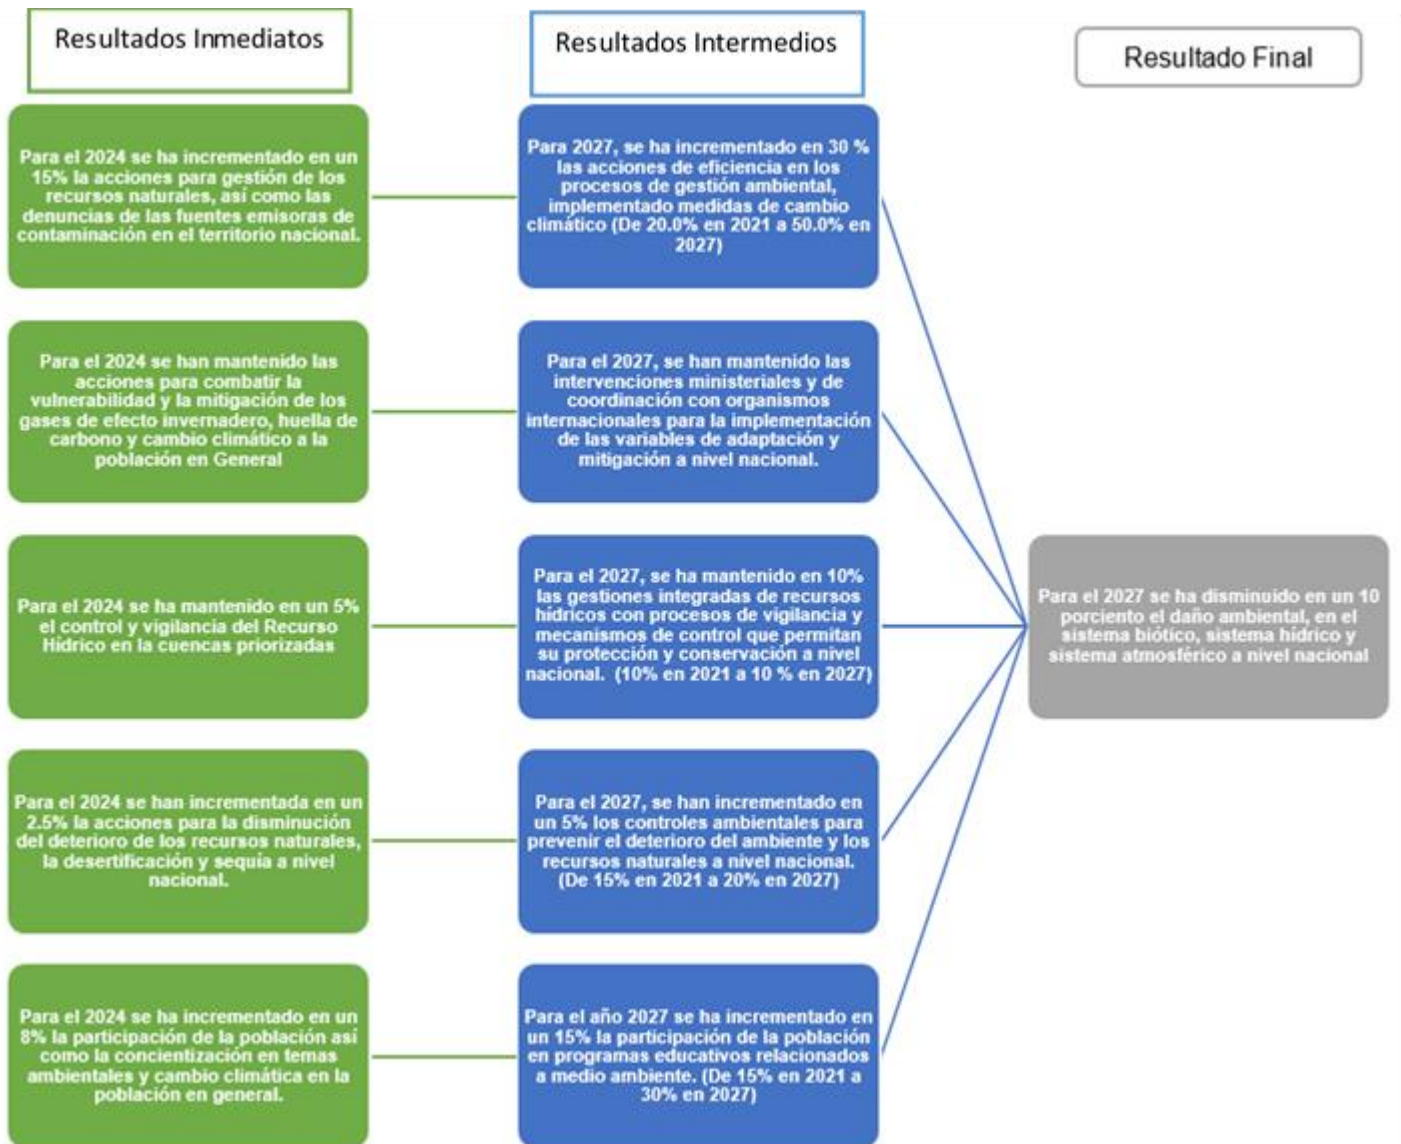 Resultados Inmediatos
Resultados Intermedios
Resultado Final
Para el 2024 se ha incrementado en un
15% la acciones para gestión de los
recursos naturales, así como las
denuncias de las fuentes emisoras de
contaminación en el territorio nacional.
Para 2027, se ha incrementado en 30 %
las acciones de eficiencia en los
procesos de gestión ambiental,
implementado medidas de cambio
climático (De 20.0% en 2021 a 50.0% en
2027)
Para el 2024 se han mantenido las
acciones para combatir la
vulnerabilidad y la mitigación de los
gases de efecto invernadero, huella de
carbono y cambio climático a la
población en General
Para el 2027, se han mantenido las
intervenciones ministeriales y de
coordinación con organismos
internacionales para la implementación
de las variables de adaptación y
mitigación a nivel nacional.
Para el 2024 se ha mantenido en un 5%
el control y vigilancia del Recurso
Hídrico en la cuencas priorizadas
Para el 2027, se ha mantenido en 10%
las gestiones integradas de recursos
hídricos con procesos de vigilancia y
mecanismos de control que permitan
su protección y conservación a nivel
nacional. (10% en 2021 a 10 % en 2027)
Para el 2027 se ha disminuido en un 10
porciento el daño ambiental, en el
sistema biótico, sistema hídrico y
sistema atmosférico a nivel nacional
Para el 2024 se han incrementada en un
2.5% la acciones para la disminución
del deterioro de los recursos naturales,
la desertificación y sequía a nivel
nacional.
Para el 2027, se han incrementado en
un 5% los controles ambientales para
prevenir el deterioro del ambiente y los
recursos naturales a nivel nacional.
(De 15% en 2021 a 20% en 2027)
Para el 2024 se ha incrementado en un
8% la participación de la población así
como la concientización en temas
ambientales y cambio climática en la
población en general.
Para el año 2027 se ha incrementado en
un 15% la participación de la población
en programas educativos relacionados
a medio ambiente. (De 15% en 2021 a
30% en 2027)